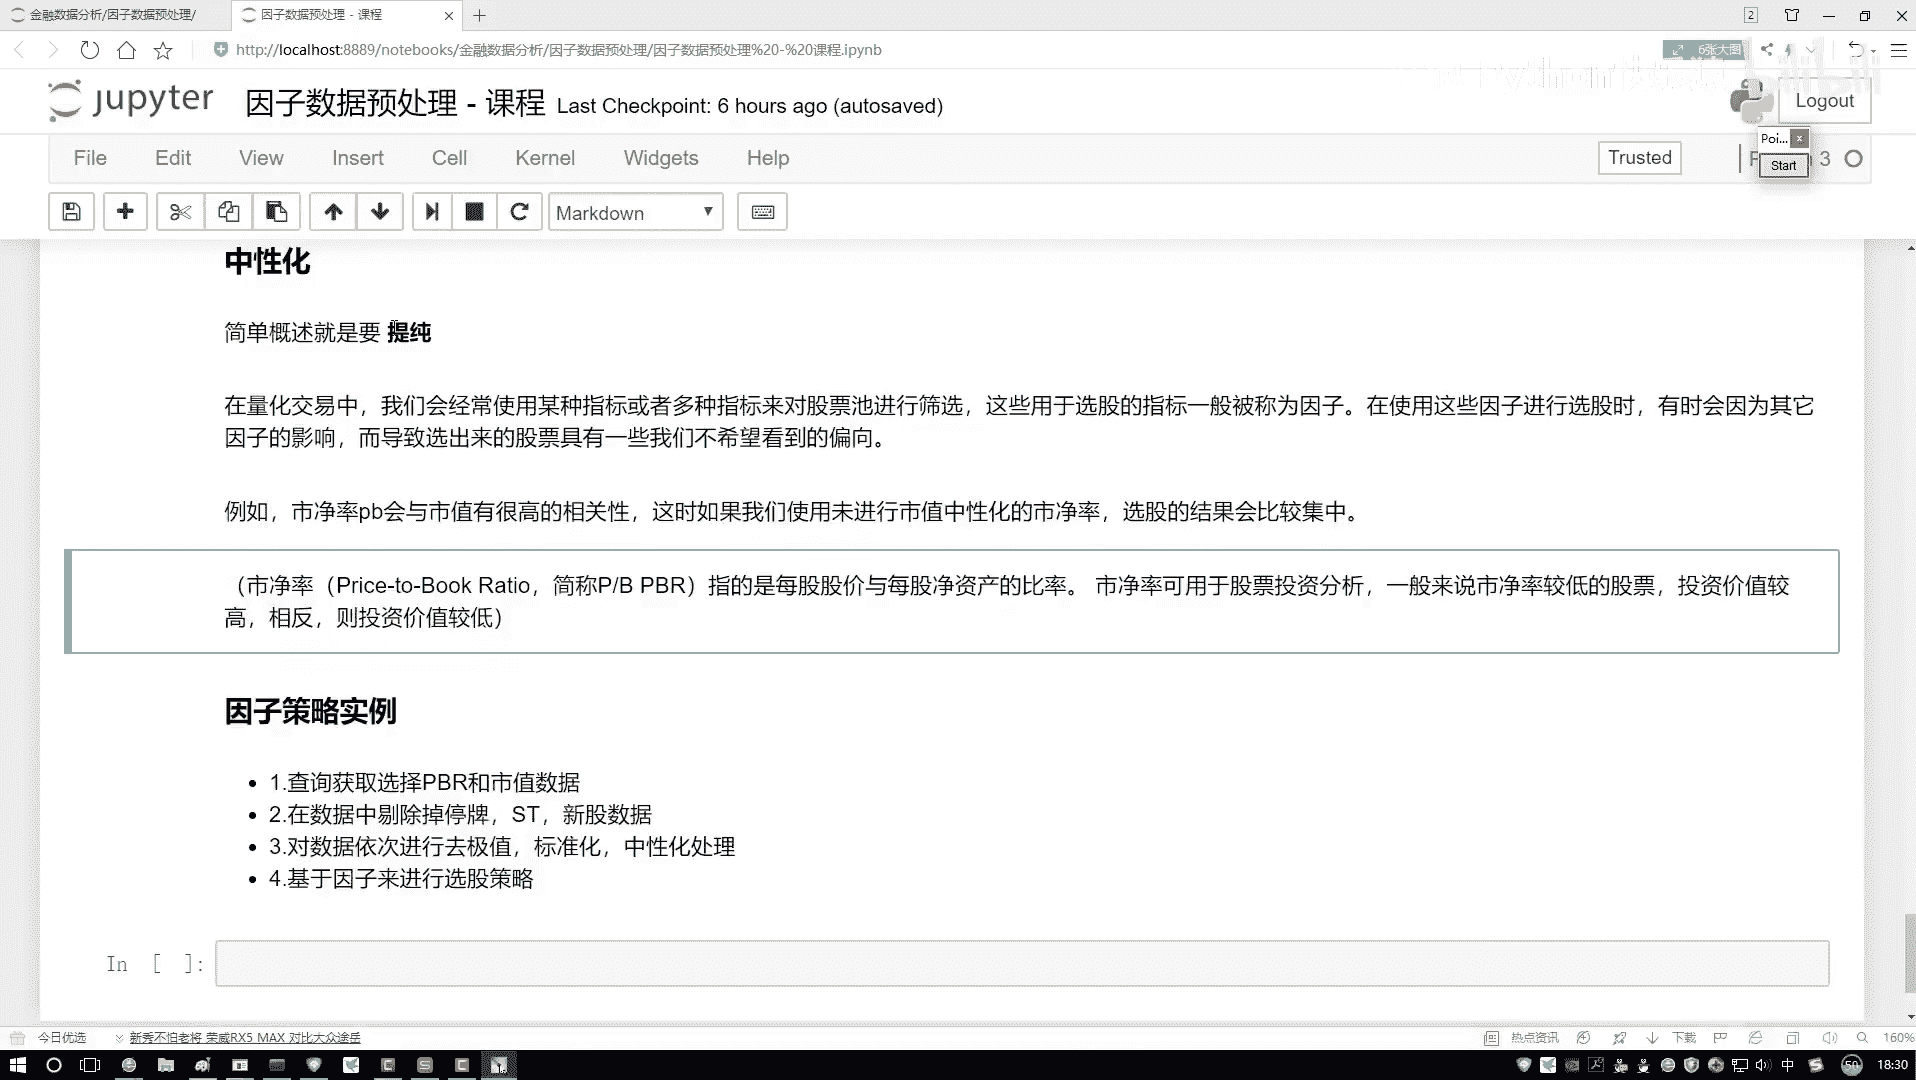 金融数据分析/因子数据预处理/
因子数据预处理 - 课程
2
http://localhost:8889/notebooks/金融数据分析/因子数据预处理/因子数据预处理%20-%20课程.ipynb
6张大图
bilibili
jupyter
因子数据预处理 - 课程
Last Checkpoint: 6 hours ago (autosaved)
Logout
Poi...
Start
File Edit View Insert Cell Kernel Widgets Help
Trusted
3
Markdown
中性化
简单概述就是要 提纯
在量化交易中，我们会经常使用某种指标或者多种指标来对股票池进行筛选，这些用于选股的指标一般被称为因子。在使用这些因子进行选股时，有时会因为其它
因子的影响，而导致选出来的股票具有一些我们不希望看到的偏向。
例如，市净率pb会与市值有很高的相关性，这时如果我们使用未进行市值中性化的市净率，选股的结果会比较集中。
（市净率（Price-to-Book Ratio，简称P/B PBR）指的是每股股价与每股净资产的比率。 市净率可用于股票投资分析，一般来说市净率较低的股票，投资价值较
高，相反，则投资价值较低）
因子策略实例
1.查询获取选择PBR和市值数据
2.在数据中剔除掉停牌，ST，新股数据
3.对数据依次进行去极值，标准化，中性化处理
4.基于因子来进行选股策略
In [ ]:
今日优选
新秀不怕老将 荣威RX5 MAX 对比大众途岳
热点资讯
下载
160%
中
50
18:30